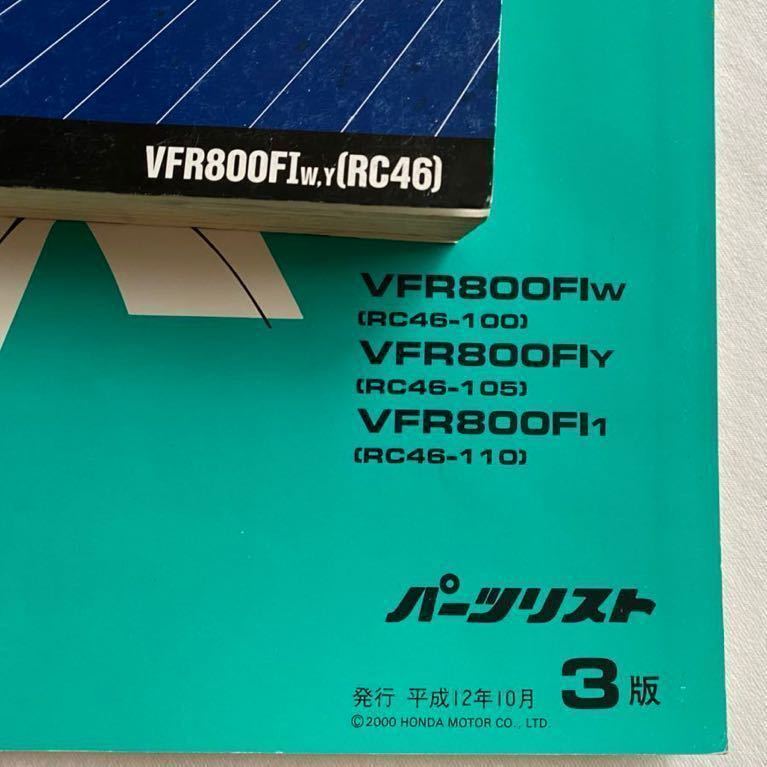 VFR800FIW,Y(RC46)
VFR800FIW
(RC46-100)
VFR800FIY
(RC46-105)
VFR800FI1
(RC46-110)
パーツリスト
発行 平成12年10月 3版
©2000 HONDA MOTOR CO., LTD